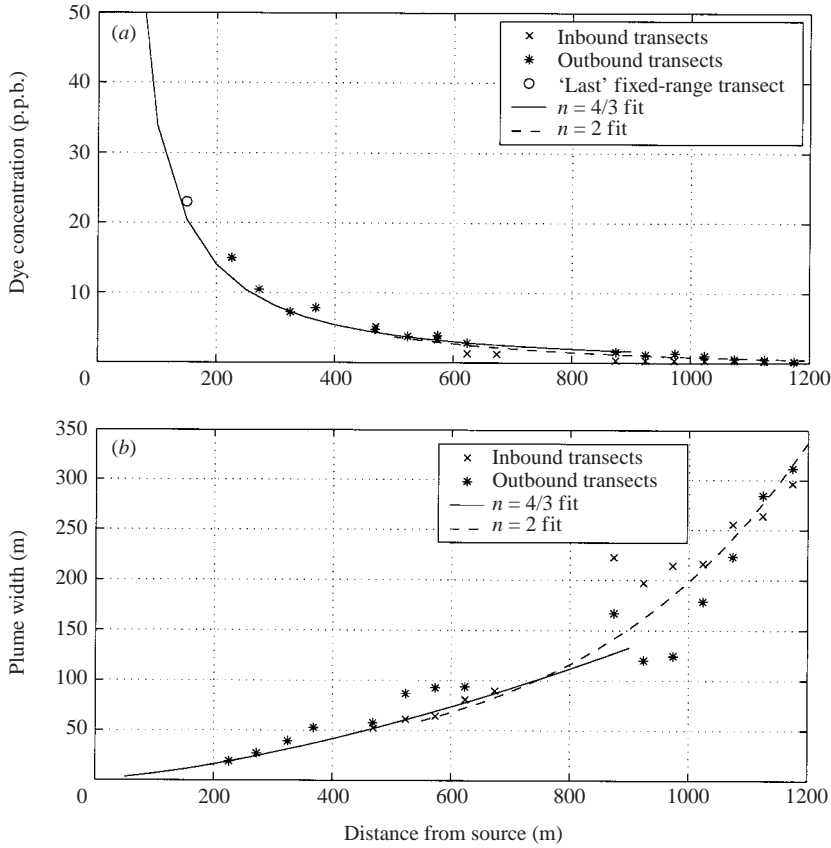 50
(a)
Inbound transects
Outbound transects
‘Last’ fixed-range transect
n = 4/3 fit
n = 2 fit
40
30
20
10
Dye concentration (p.p.b.)
0
200
400
600
800
1000
1200
350
(b)
Inbound transects
Outbound transects
n = 4/3 fit
n = 2 fit
300
250
200
150
100
50
Plume width (m)
0
200
400
600
800
1000
1200
Distance from source (m)